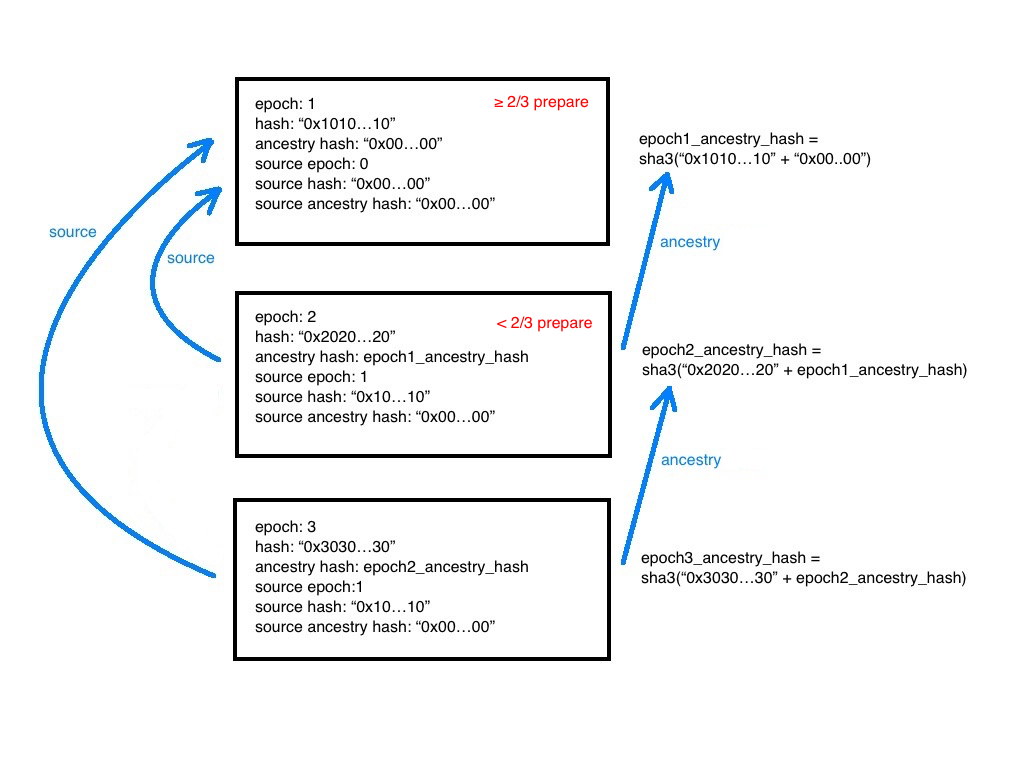 epoch: 1
≥ 2/3 prepare
hash: “0x1010…10”
ancestry hash: “0x00…00”
source epoch: 0
source hash: “0x00…00”
source ancestry hash: “0x00…00”
epoch1_ancestry_hash =
sha3(“0x1010…10” + “0x00..00”)
source
source
ancestry
epoch: 2
< 2/3 prepare
hash: “0x2020…20”
ancestry hash: epoch1_ancestry_hash
source epoch: 1
source hash: “0x10…10”
source ancestry hash: “0x00…00”
epoch2_ancestry_hash =
sha3(“0x2020…20” + epoch1_ancestry_hash)
ancestry
epoch: 3
hash: “0x3030…30”
ancestry hash: epoch2_ancestry_hash
source epoch:1
source hash: “0x10…10”
source ancestry hash: “0x00…00”
epoch3_ancestry_hash =
sha3(“0x3030…30” + epoch2_ancestry_hash)